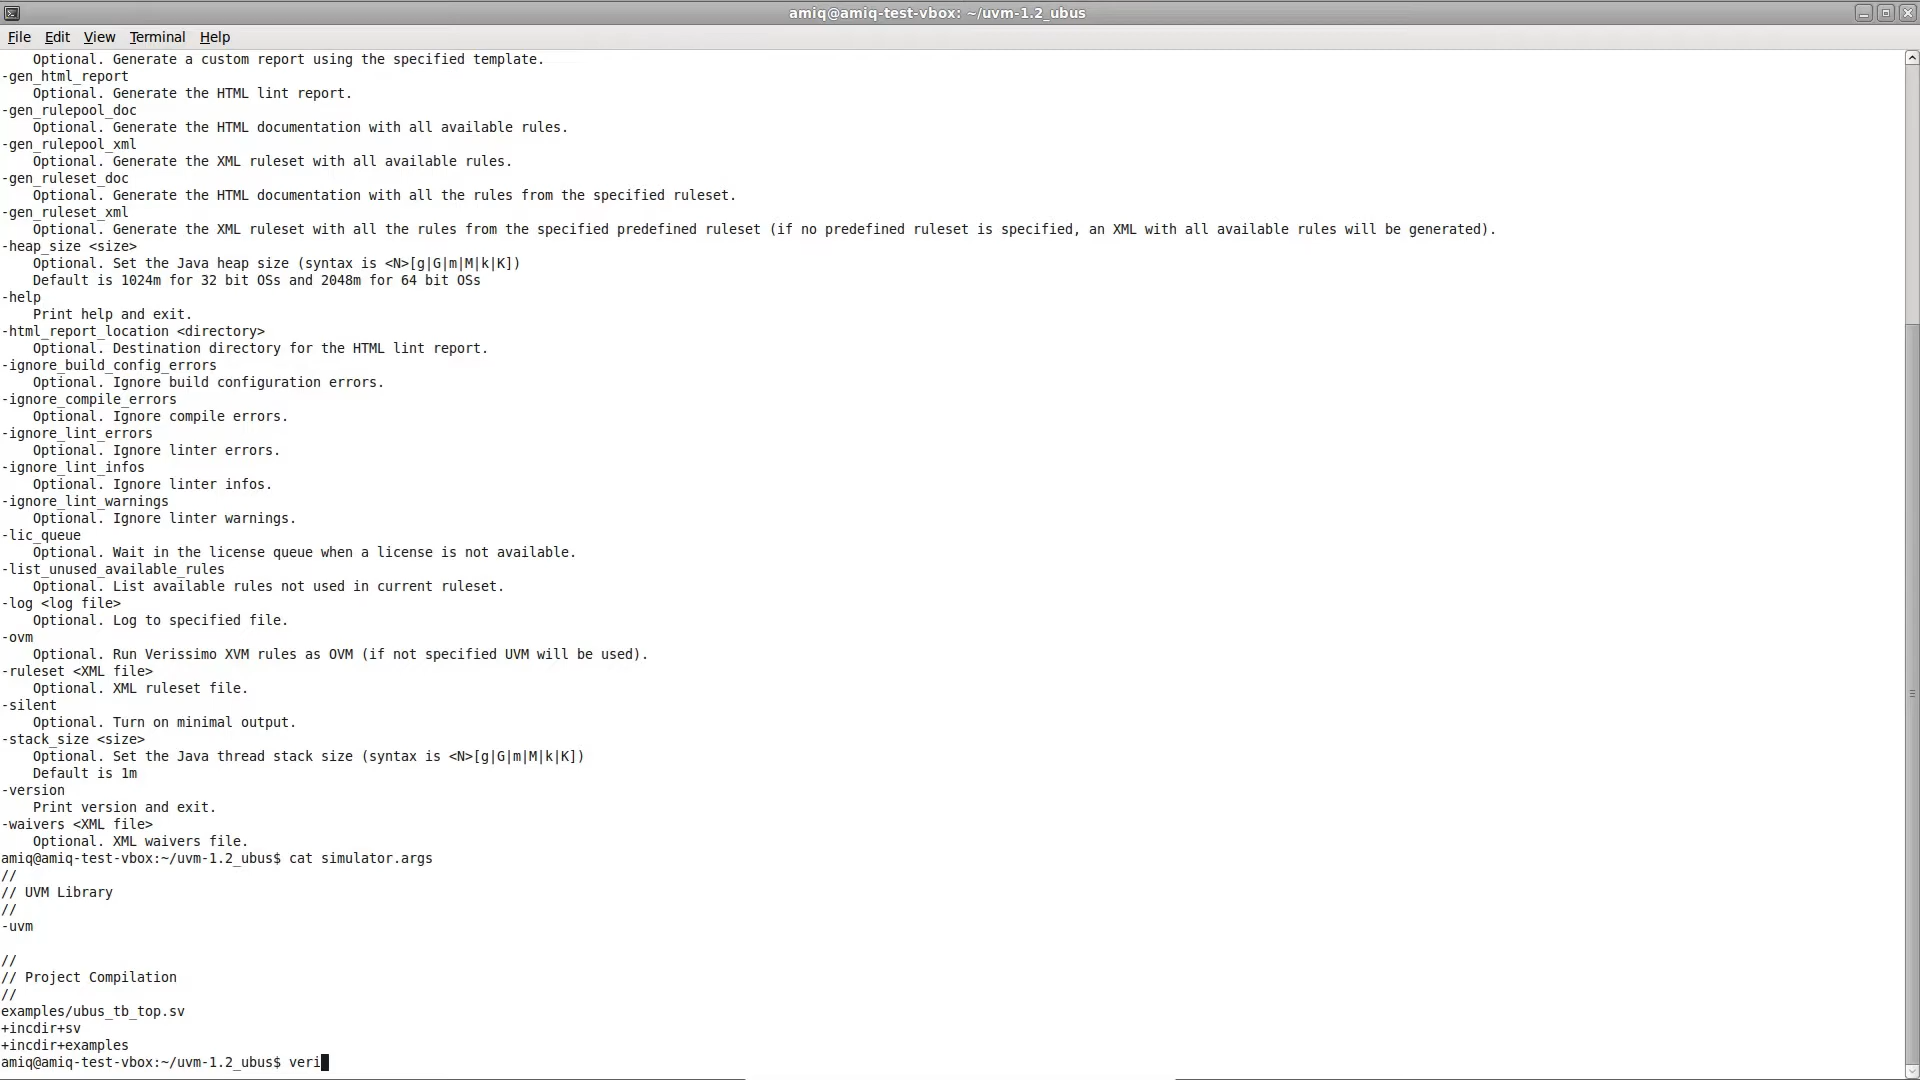 amiq@amiq-test-vbox: ~/uvm-1.2_ubus
File Edit View Terminal Help
    Optional. Generate a custom report using the specified template.
-gen_html_report
    Optional. Generate the HTML lint report.
-gen_rulepool_doc
    Optional. Generate the HTML documentation with all available rules.
-gen_rulepool_xml
    Optional. Generate the XML ruleset with all available rules.
-gen_ruleset_doc
    Optional. Generate the HTML documentation with all the rules from the specified ruleset.
-gen_ruleset_xml
    Optional. Generate the XML ruleset with all the rules from the specified predefined ruleset (if no predefined ruleset is specified, an XML with all available rules will be generated).
-heap_size <size>
    Optional. Set the Java heap size (syntax is <N>[g|G|m|M|k|K])
    Default is 1024m for 32 bit OSs and 2048m for 64 bit OSs
-help
    Print help and exit.
-html_report_location <directory>
    Optional. Destination directory for the HTML lint report.
-ignore_build_config_errors
    Optional. Ignore build configuration errors.
-ignore_compile_errors
    Optional. Ignore compile errors.
-ignore_lint_errors
    Optional. Ignore linter errors.
-ignore_lint_infos
    Optional. Ignore linter infos.
-ignore_lint_warnings
    Optional. Ignore linter warnings.
-lic_queue
    Optional. Wait in the license queue when a license is not available.
-list_unused_available_rules
    Optional. List available rules not used in current ruleset.
-log <log file>
    Optional. Log to specified file.
-ovm
    Optional. Run Verissimo XVM rules as OVM (if not specified UVM will be used).
-ruleset <XML file>
    Optional. XML ruleset file.
-silent
    Optional. Turn on minimal output.
-stack_size <size>
    Optional. Set the Java thread stack size (syntax is <N>[g|G|m|M|k|K])
    Default is 1m
-version
    Print version and exit.
-waivers <XML file>
    Optional. XML waivers file.
amiq@amiq-test-vbox:~/uvm-1.2_ubus$ cat simulator.args
//
// UVM Library
//
-uvm

//
// Project Compilation
//
examples/ubus_tb_top.sv
+incdir+sv
+incdir+examples
amiq@amiq-test-vbox:~/uvm-1.2_ubus$ veri